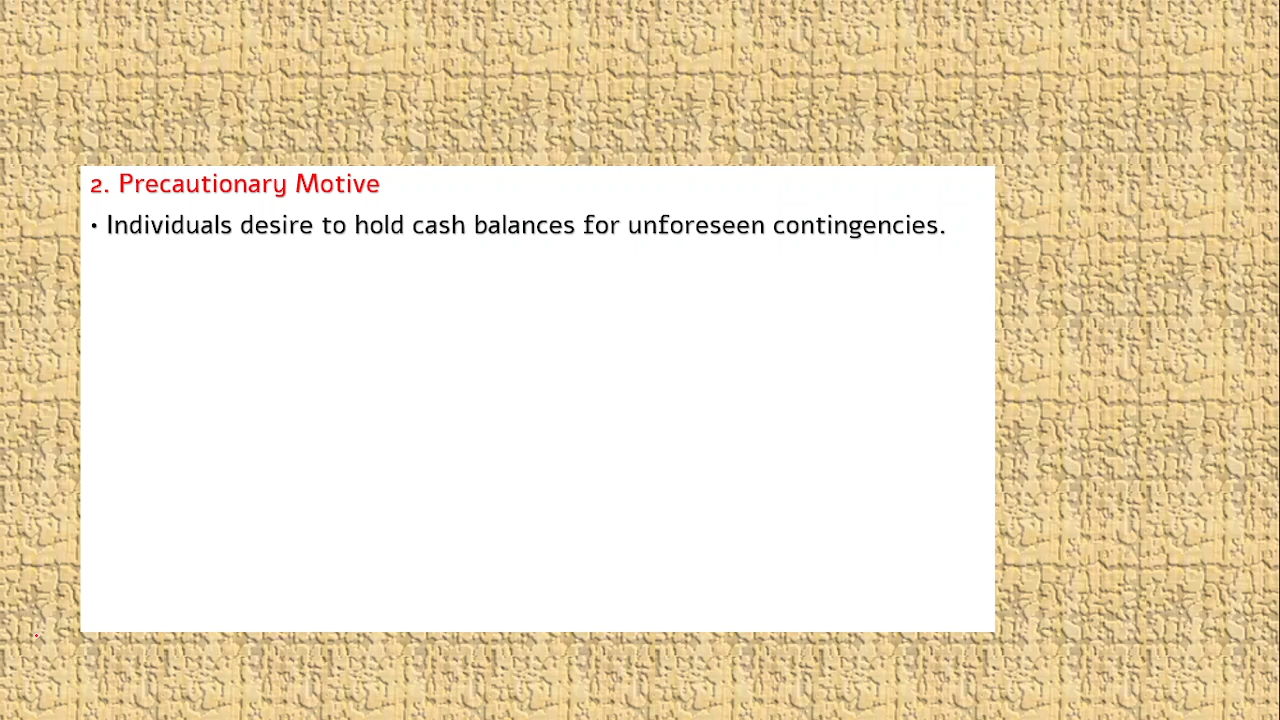 2. Precautionary Motive
• Individuals desire to hold cash balances for unforeseen contingencies.